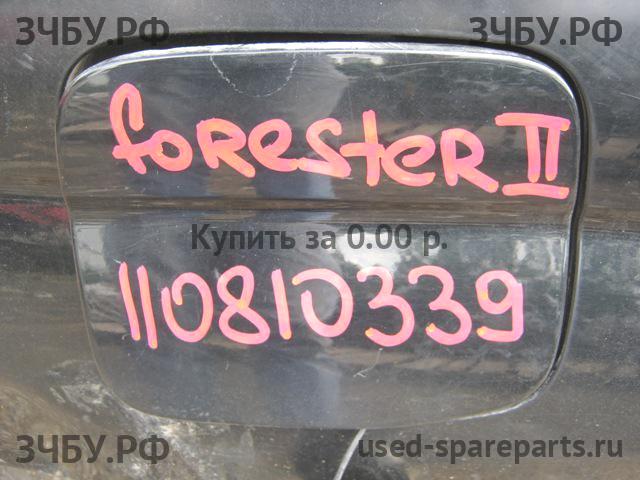 ЗЧБУ.РФ ЗЧБУ.РФ
forester II
Купить за 0.00 р.
110810339
ЗЧБУ.РФ used-spareparts.ru